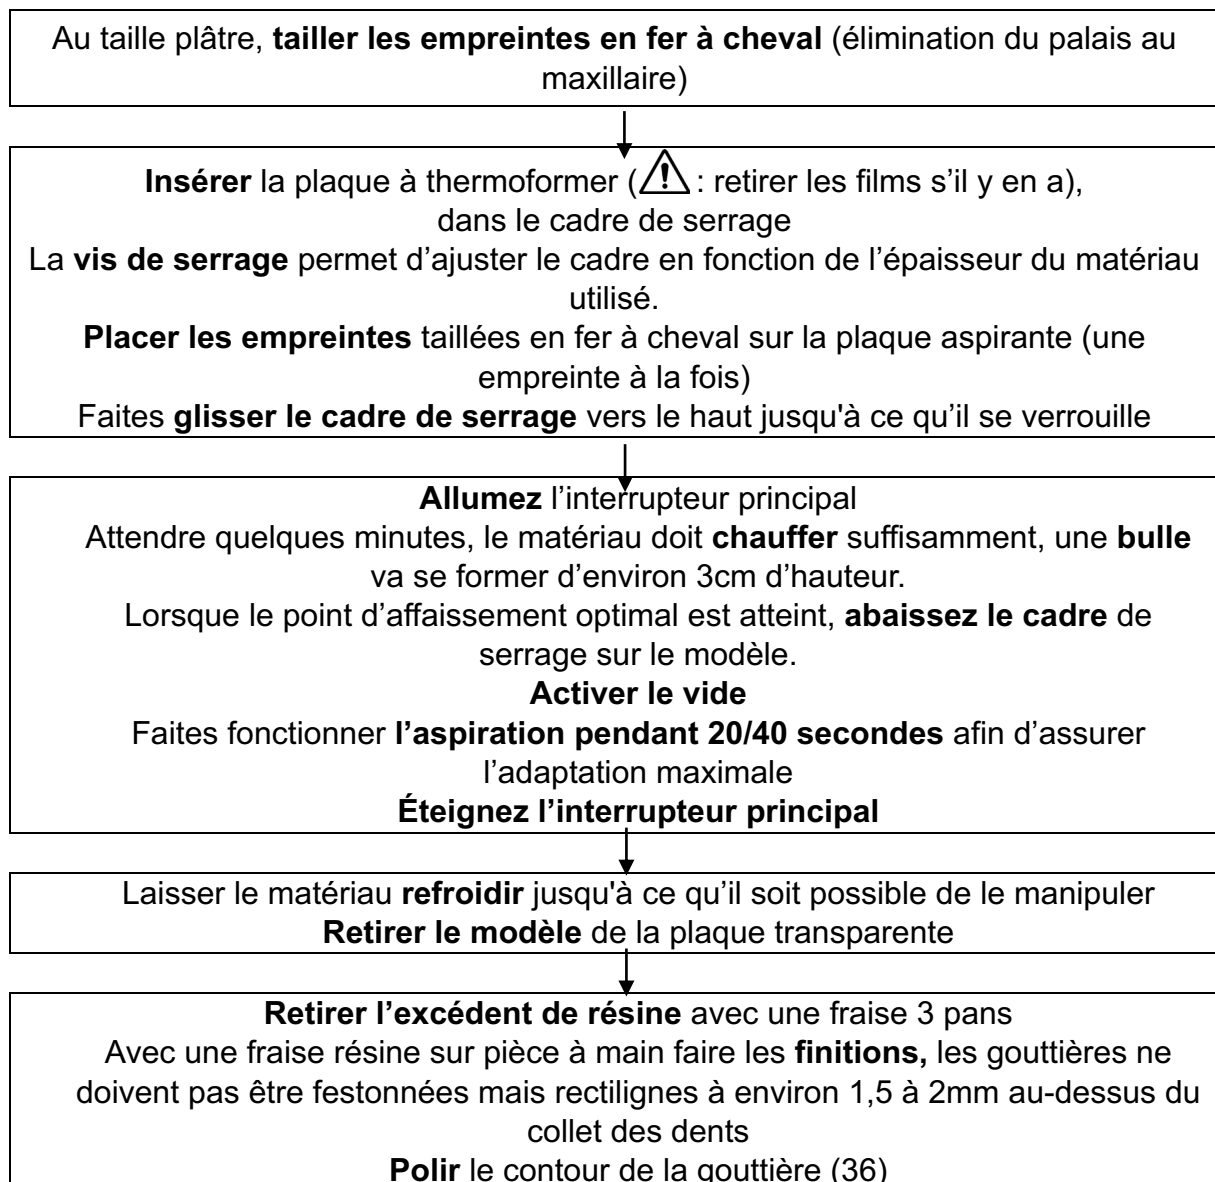 Au taille plâtre, tailler les empreintes en fer à cheval (élimination du palais au
maxillaire)
Insérer la plaque à thermoformer (⚠ : retirer les films s’il y en a),
dans le cadre de serrage
La vis de serrage permet d’ajuster le cadre en fonction de l’épaisseur du matériau
utilisé.
Placer les empreintes taillées en fer à cheval sur la plaque aspirante (une
empreinte à la fois)
Faites glisser le cadre de serrage vers le haut jusqu'à ce qu’il se verrouille
Allumez l’interrupteur principal
Attendre quelques minutes, le matériau doit chauffer suffisamment, une bulle
va se former d’environ 3cm d’hauteur.
Lorsque le point d’affaissement optimal est atteint, abaissez le cadre de
serrage sur le modèle.
Activer le vide
Faites fonctionner l’aspiration pendant 20/40 secondes afin d’assurer
l’adaptation maximale
Éteignez l’interrupteur principal
Laisser le matériau refroidir jusqu'à ce qu’il soit possible de le manipuler
Retirer le modèle de la plaque transparente
Retirer l’excédent de résine avec une fraise 3 pans
Avec une fraise résine sur pièce à main faire les finitions, les gouttières ne
doivent pas être festonnées mais rectilignes à environ 1,5 à 2mm au-dessus du
collet des dents
Polir le contour de la gouttière (36)